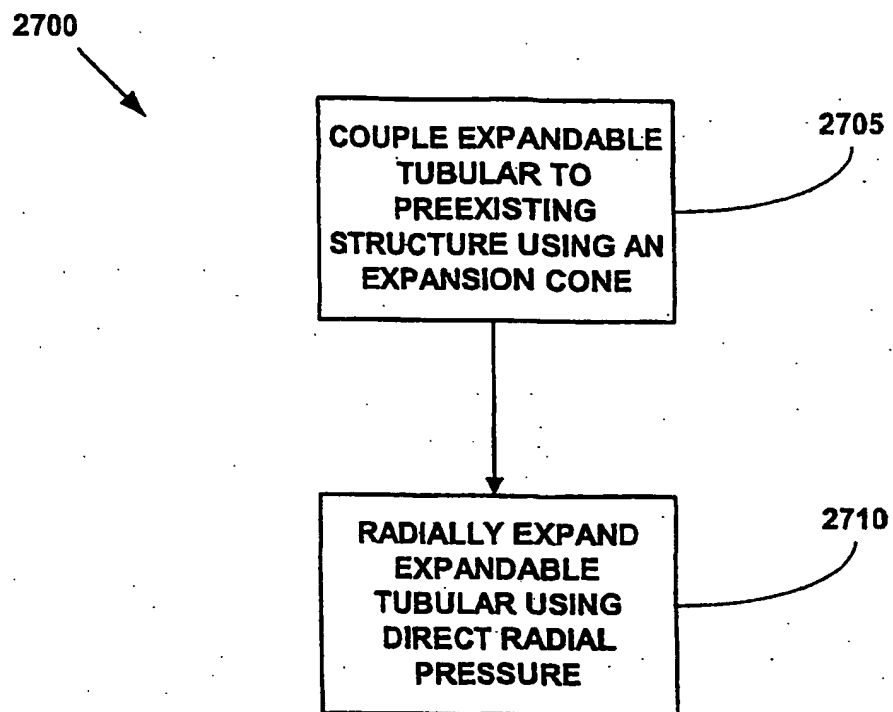 2700
COUPLE EXPANDABLE
TUBULAR TO
PREEXISTING
STRUCTURE USING AN
EXPANSION CONE
2705
RADIALLY EXPAND
EXPANDABLE
TUBULAR USING
DIRECT RADIAL
PRESSURE
2710